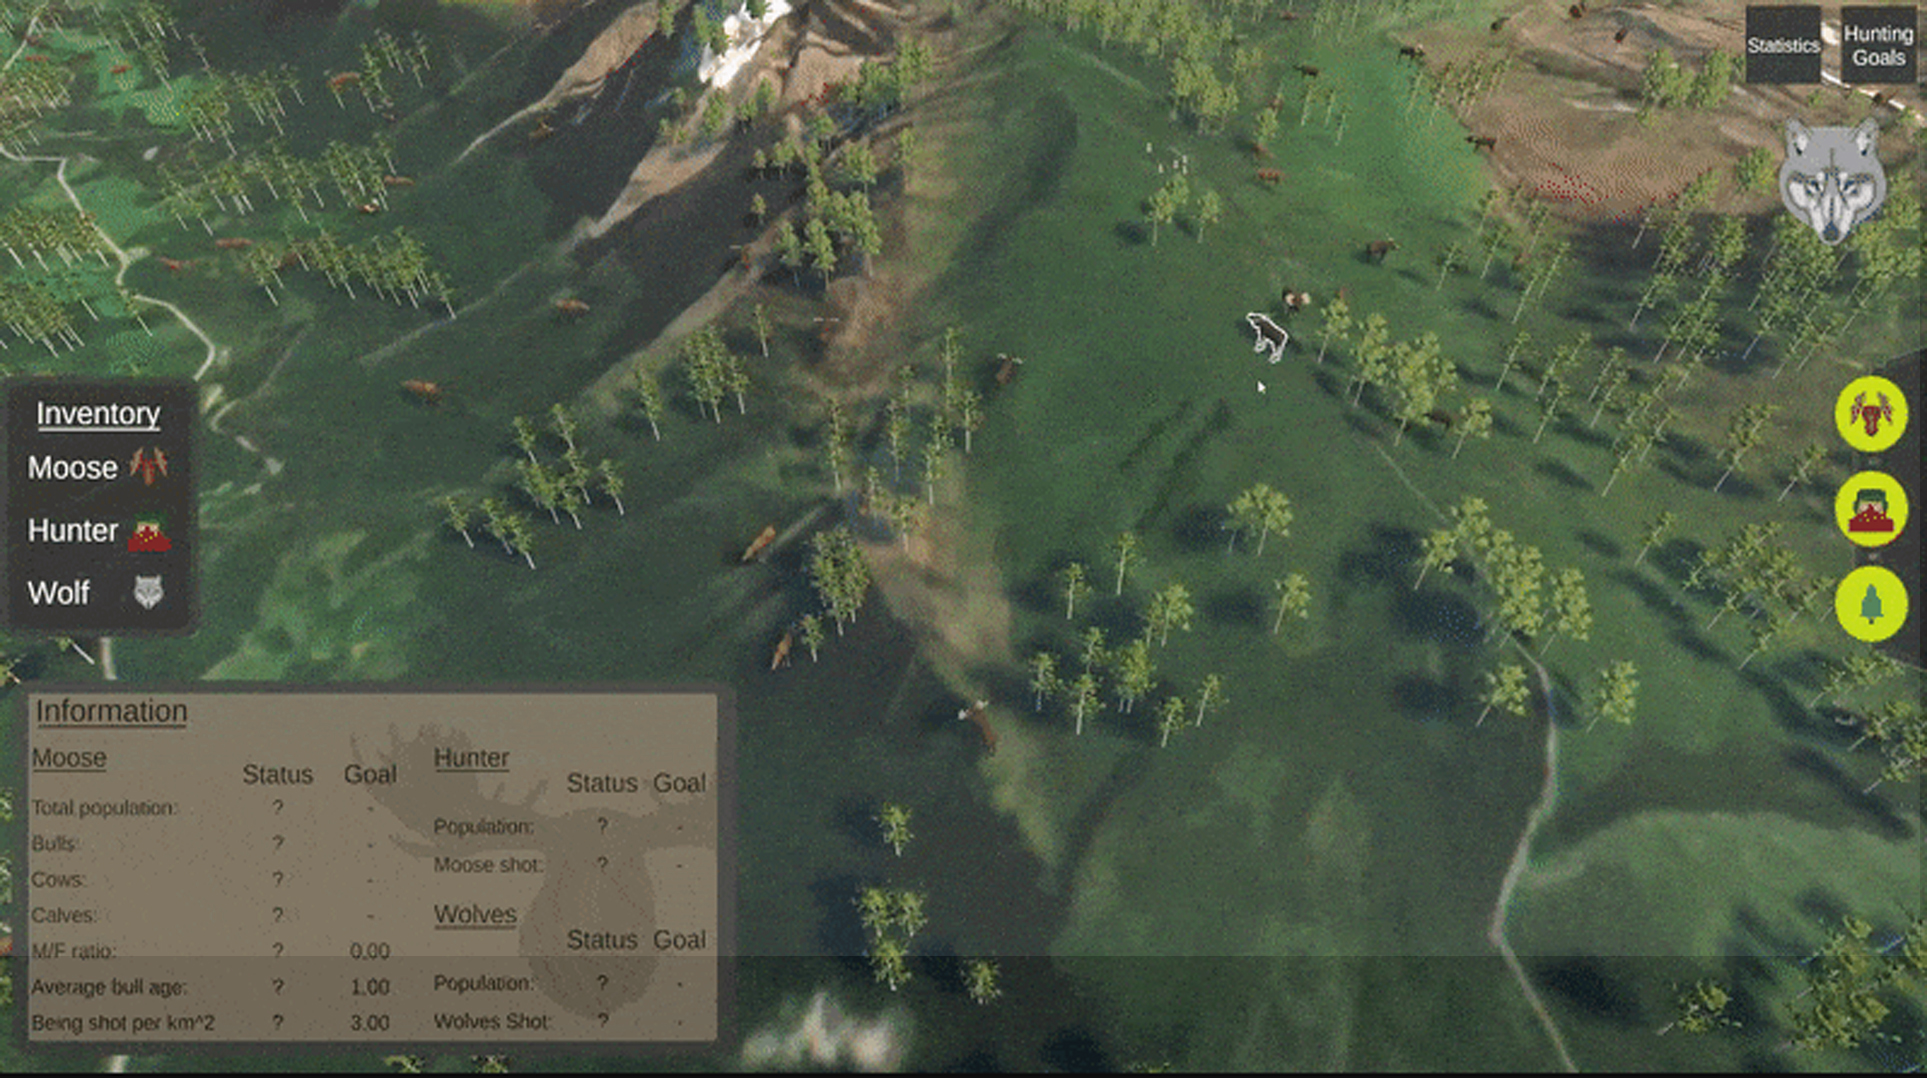 Statistics
Hunting
Goals
Inventory
Moose
Hunter
Wolf
Information
Moose
Status Goal
Total population: ? -
Bulls: ? -
Cows: ? -
Calves: ? -
M/F ratio: ? 0.00
Average bull age: ? 1.00
Being shot per km^2 ? 3.00
Hunter
Status Goal
Population: ? -
Moose shot: ? -
Wolves
Status Goal
Population: ? -
Wolves Shot: ? -